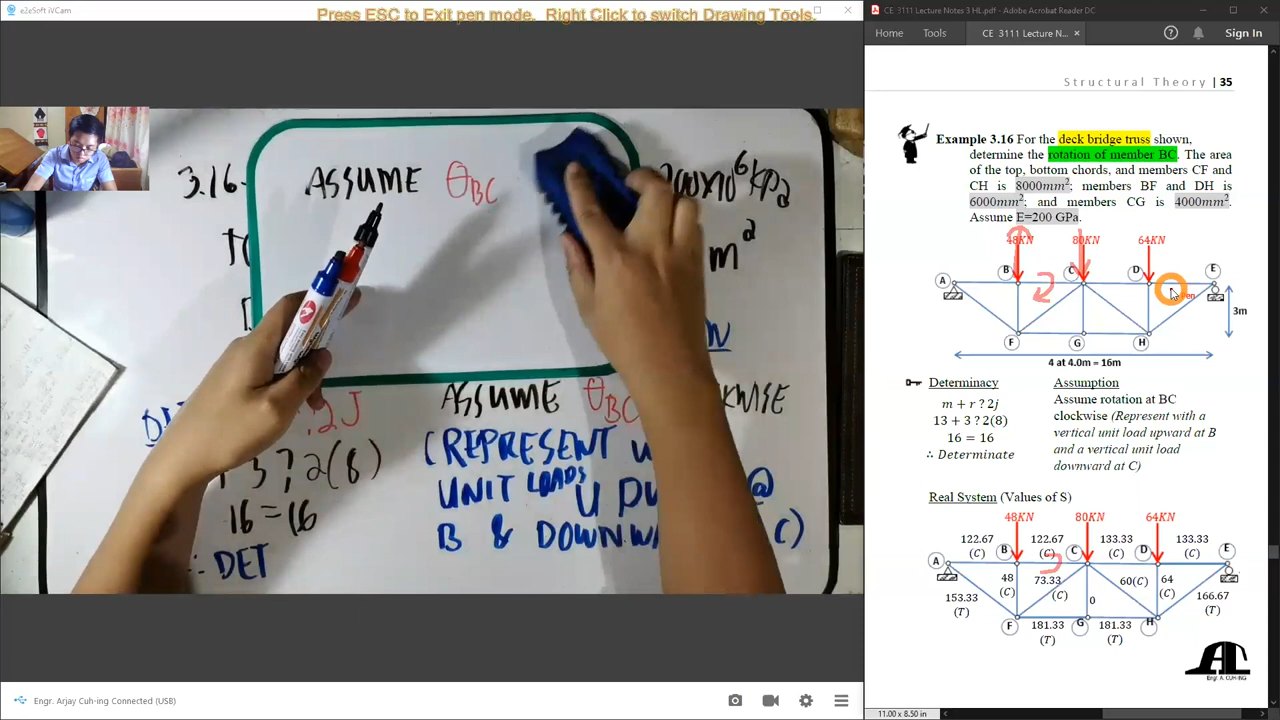 e2eSoft iVCam
Press ESC to Exit pen mode. Right Click to switch Drawing Tools.
3.16- ASSUME θBC
200x10⁶kPa
m²
ASSUME θBC
(REPRESENT
UNIT LOADS
@
B & DOWNWA C)
.2J
3 ? 2(8)
16 = 16
∴ DET
Engr. Arjay Cuh-ing Connected (USB)
CE 3111 Lecture Notes 3 HL.pdf - Adobe Acrobat Reader DC
Home Tools CE 3111 Lecture N... × Sign In
Structural Theory | 35
Example 3.16 For the deck bridge truss shown,
determine the rotation of member BC. The area
of the top, bottom chords, and members CF and
CH is 8000mm²; members BF and DH is
6000mm²; and members CG is 4000mm².
Assume E=200 GPa.
48KN 80KN 64KN
A B C D E
3m
F G H
4 at 4.0m = 16m
Determinacy
m + r ? 2j
13 + 3 ? 2(8)
16 = 16
∴ Determinate
Assumption
Assume rotation at BC
clockwise (Represent with a
vertical unit load upward at B
and a vertical unit load
downward at C)
Real System (Values of S)
48KN 80KN 64KN
122.67 (C) 122.67 (C) 133.33 (C) 133.33 (C)
A B C D E
48 (C) 73.33 (C) 60(C) 64 (C)
153.33 (T) 0 166.67 (T)
F G H
181.33 (T) 181.33 (T)
Engr. A. CUH-ING
11.00 x 8.50 in